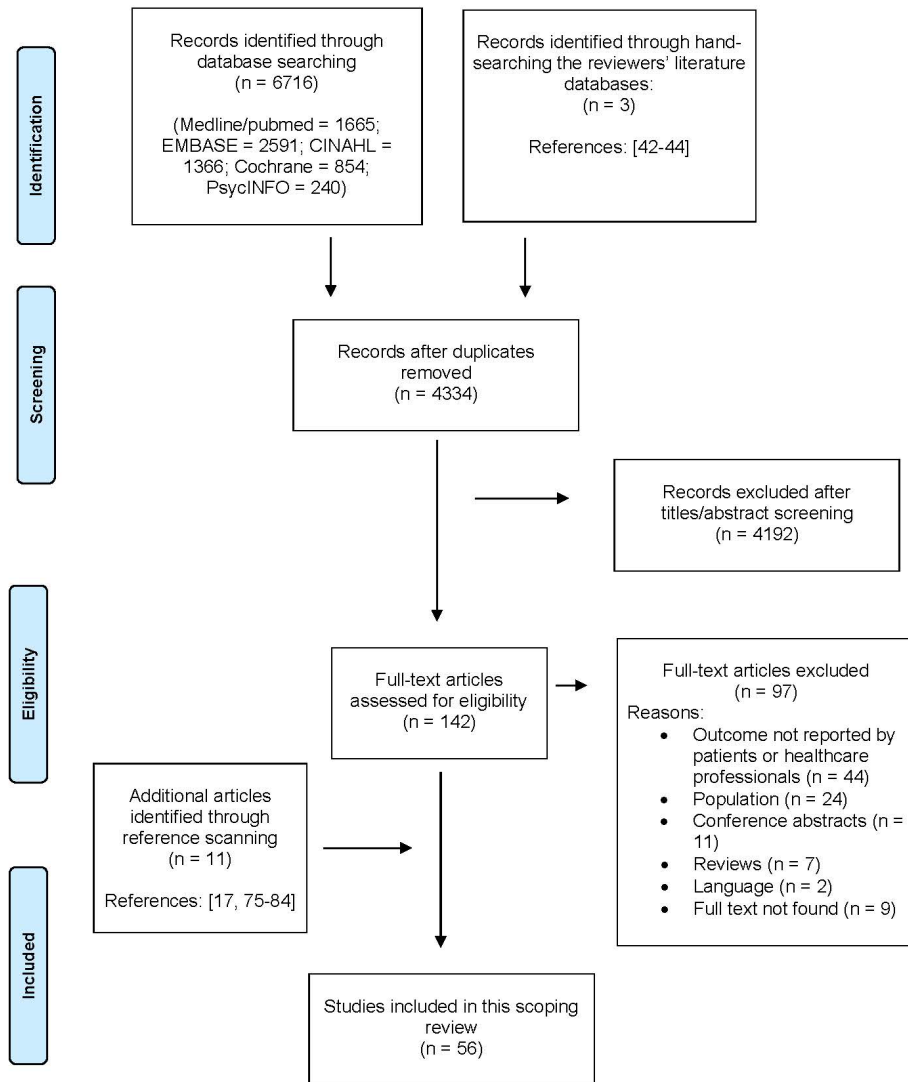 Identification
Records identified through
database searching
(n = 6716)
(Medline/pubmed = 1665;
EMBASE = 2591; CINAHL =
1366; Cochrane = 854;
PsycINFO = 240)
Records identified through hand-
searching the reviewers’ literature
databases:
(n = 3)
References: [42-44]
Screening
Records after duplicates
removed
(n = 4334)
Records excluded after
titles/abstract screening
(n = 4192)
Eligibility
Full-text articles
assessed for eligibility
(n = 142)
Full-text articles excluded
(n = 97)
Reasons:
• Outcome not reported by
patients or healthcare
professionals (n = 44)
• Population (n = 24)
• Conference abstracts (n =
11)
• Reviews (n = 7)
• Language (n = 2)
• Full text not found (n = 9)
Additional articles
identified through
reference scanning
(n = 11)
References: [17, 75-84]
Included
Studies included in this scoping
review
(n = 56)